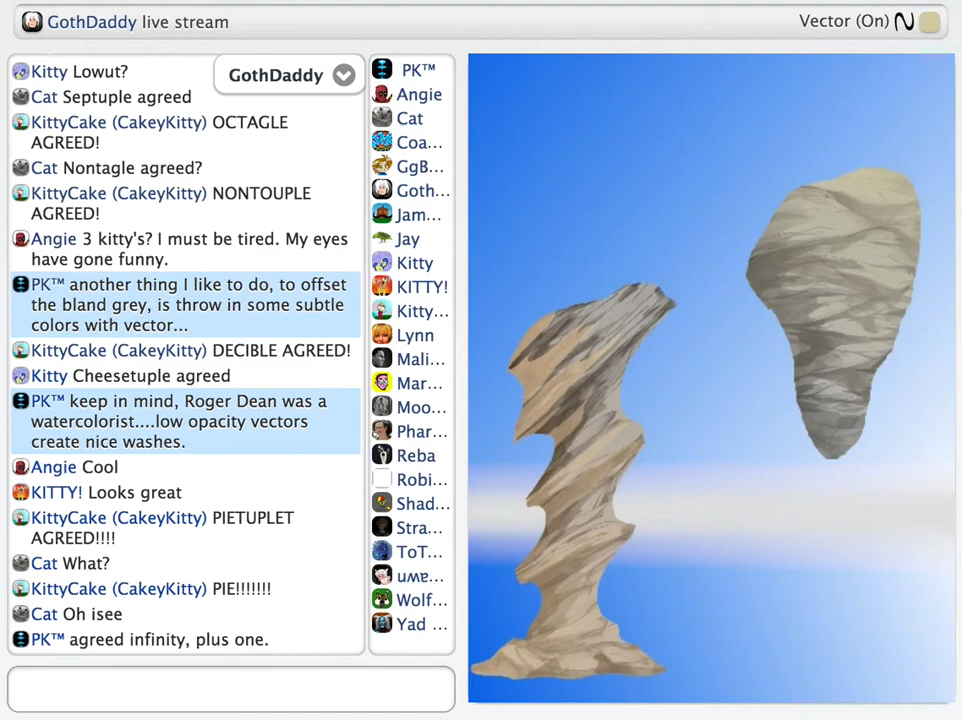 GothDaddy live stream
Vector (On)
GothDaddy
Kitty Lowut?
Cat Septuple agreed
KittyCake (CakeyKitty) OCTAGLE
AGREED!
Cat Nontagle agreed?
KittyCake (CakeyKitty) NONTOUPLE
AGREED!
Angie 3 kitty's? I must be tired. My eyes
have gone funny.
PK™ another thing I like to do, to offset
the bland grey, is throw in some subtle
colors with vector...
KittyCake (CakeyKitty) DECIBLE AGREED!
Kitty Cheesetuple agreed
PK™ keep in mind, Roger Dean was a
watercolorist....low opacity vectors
create nice washes.
Angie Cool
KITTY! Looks great
KittyCake (CakeyKitty) PIETUPLET
AGREED!!!!
Cat What?
KittyCake (CakeyKitty) PIE!!!!!!!
Cat Oh isee
PK™ agreed infinity, plus one.
PK™
Angie
Cat
Coa...
GgB...
Goth...
Jam...
Jay
Kitty
KITTY!
Kitty...
Lynn
Mali...
Mar...
Moo...
Phar...
Reba
Robi...
Shad...
Stra...
ToT...
Wolf...
Yad ...